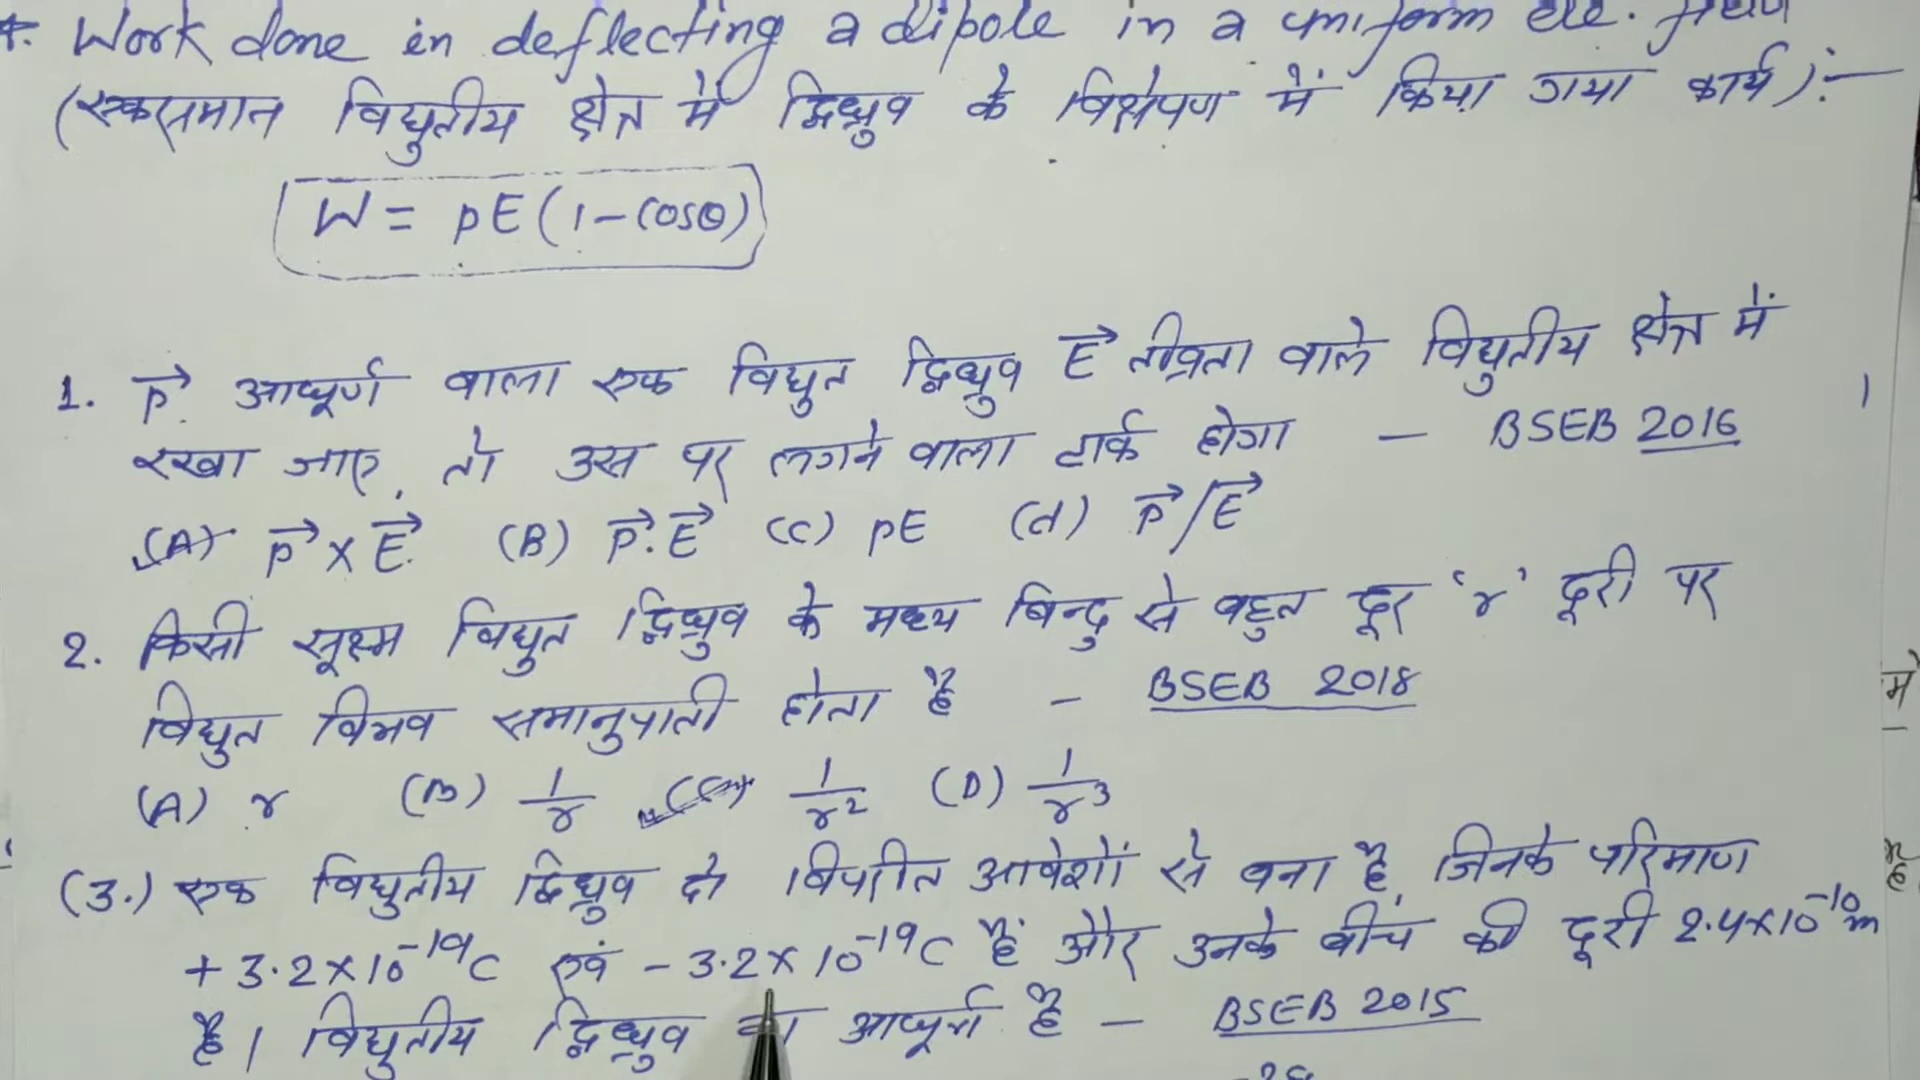 4. Work done in deflecting a dipole in a uniform ele. field
(एकसमान विद्युतीय क्षेत्र में द्विध्रुव के विक्षेपण में किया गया कार्य):—
W = pE(1-cosθ)
1. p⃗ आघूर्ण वाला एक विद्युत द्विध्रुव E⃗ तीव्रता वाले विद्युतीय क्षेत्र में
रखा जाए, तो उस पर लगने वाला टार्क होगा — BSEB 2016
(A) p⃗ × E⃗ (B) p⃗.E⃗ (C) pE (d) p⃗/E⃗
2. किसी सूक्ष्म विद्युत द्विध्रुव के मध्य बिन्दु से बहुत दूर 'r' दूरी पर
विद्युत विभव समानुपाती होता है - BSEB 2018
(A) r (B) 1/r (C) 1/r² (D) 1/r³
(3.) एक विद्युतीय द्विध्रुव दो विपरीत आवेशों से बना है, जिनके परिमाण
+3.2×10⁻¹⁹C एवं -3.2×10⁻¹⁹C हैं और उनके बीच की दूरी 2.4×10⁻¹⁰m
है। विद्युतीय द्विध्रुव का आघूर्ण है — BSEB 2015
में
है